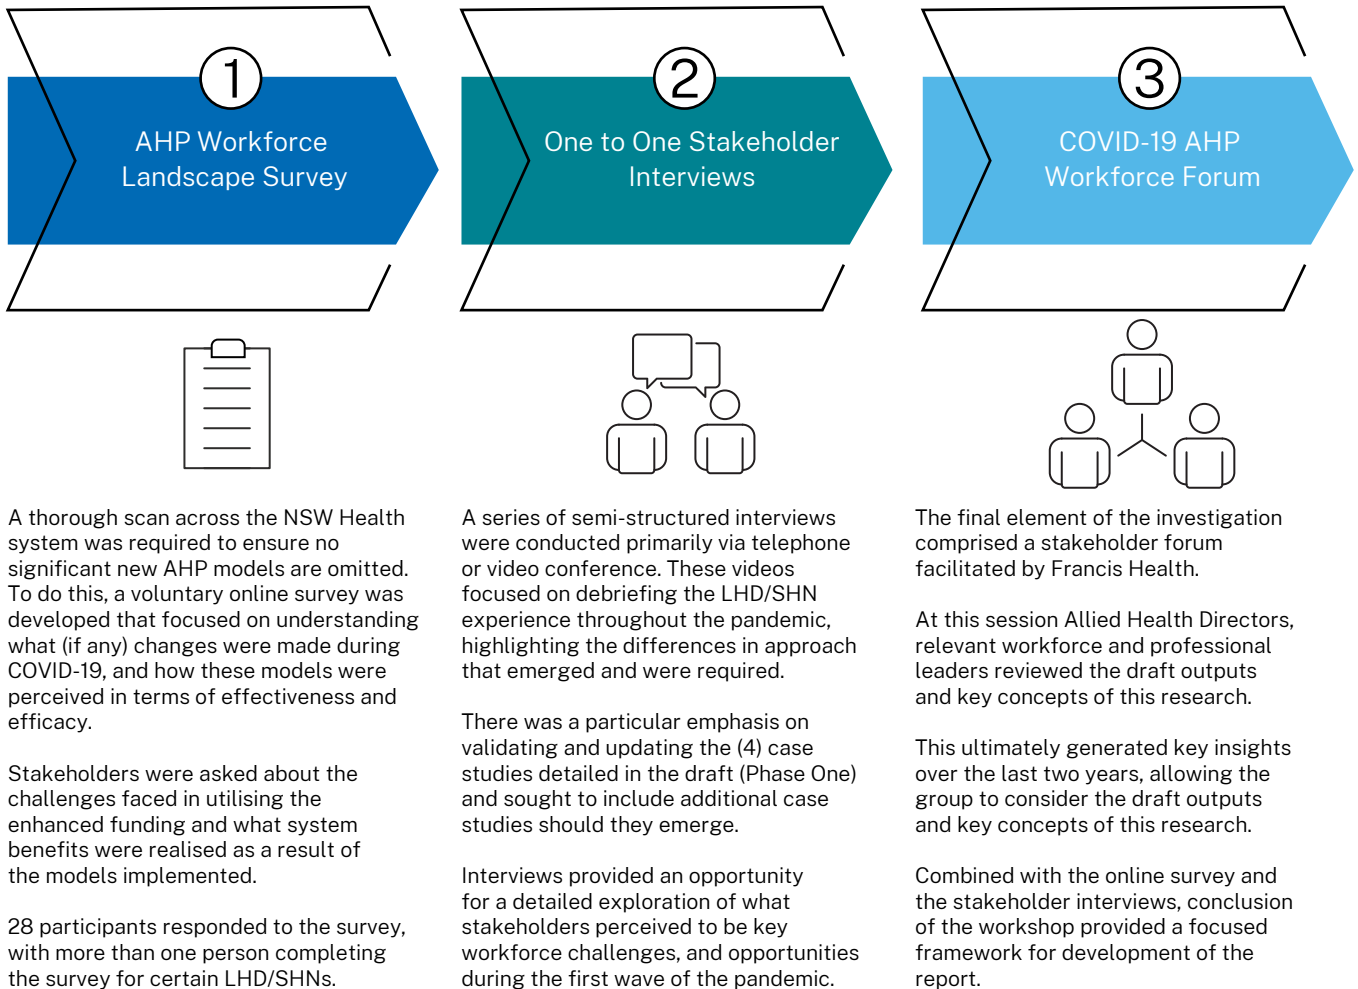 1
AHP Workforce
Landscape Survey
A thorough scan across the NSW Health
system was required to ensure no
significant new AHP models are omitted.
To do this, a voluntary online survey was
developed that focused on understanding
what (if any) changes were made during
COVID-19, and how these models were
perceived in terms of effectiveness and
efficacy.
Stakeholders were asked about the
challenges faced in utilising the
enhanced funding and what system
benefits were realised as a result of
the models implemented.
28 participants responded to the survey,
with more than one person completing
the survey for certain LHD/SHNs.
2
One to One Stakeholder
Interviews
A series of semi-structured interviews
were conducted primarily via telephone
or video conference. These videos
focused on debriefing the LHD/SHN
experience throughout the pandemic,
highlighting the differences in approach
that emerged and were required.
There was a particular emphasis on
validating and updating the (4) case
studies detailed in the draft (Phase One)
and sought to include additional case
studies should they emerge.
Interviews provided an opportunity
for a detailed exploration of what
stakeholders perceived to be key
workforce challenges, and opportunities
during the first wave of the pandemic.
3
COVID-19 AHP
Workforce Forum
The final element of the investigation
comprised a stakeholder forum
facilitated by Francis Health.
At this session Allied Health Directors,
relevant workforce and professional
leaders reviewed the draft outputs
and key concepts of this research.
This ultimately generated key insights
over the last two years, allowing the
group to consider the draft outputs
and key concepts of this research.
Combined with the online survey and
the stakeholder interviews, conclusion
of the workshop provided a focused
framework for development of the
report.